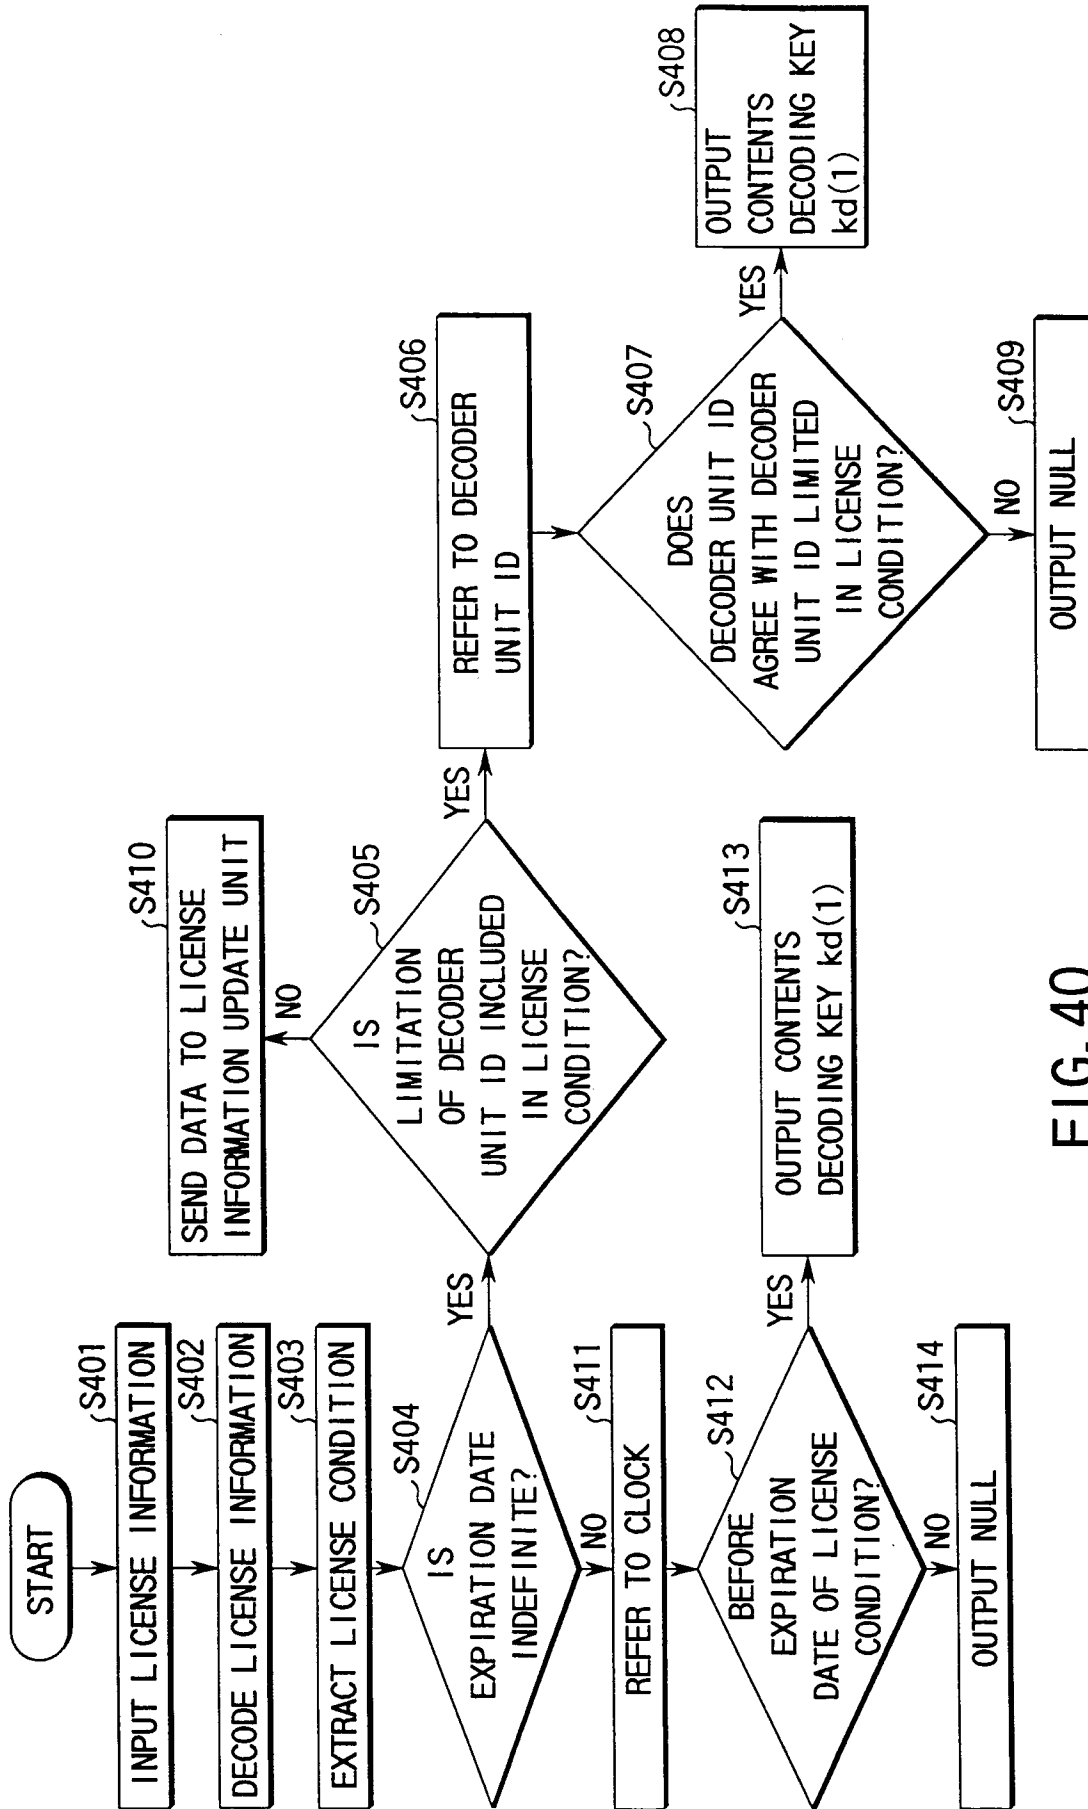 START
S401
INPUT LICENSE INFORMATION
S402
DECODE LICENSE INFORMATION
S403
EXTRACT LICENSE CONDITION
S404
IS
EXPIRATION DATE
INDEFINITE?
YES
NO
S411
REFER TO CLOCK
S412
BEFORE
EXPIRATION
DATE OF LICENSE
CONDITION?
YES
NO
S414
OUTPUT NULL
S413
OUTPUT CONTENTS
DECODING KEY kd(1)
S410
SEND DATA TO LICENSE
INFORMATION UPDATE UNIT
NO
S405
IS
LIMITATION
OF DECODER
UNIT ID INCLUDED
IN LICENSE
CONDITION?
YES
S406
REFER TO DECODER
UNIT ID
S407
DOES
DECODER UNIT ID
AGREE WITH DECODER
UNIT ID LIMITED
IN LICENSE
CONDITION?
YES
NO
S408
OUTPUT
CONTENTS
DECODING KEY
kd(1)
S409
OUTPUT NULL
FIG. 40